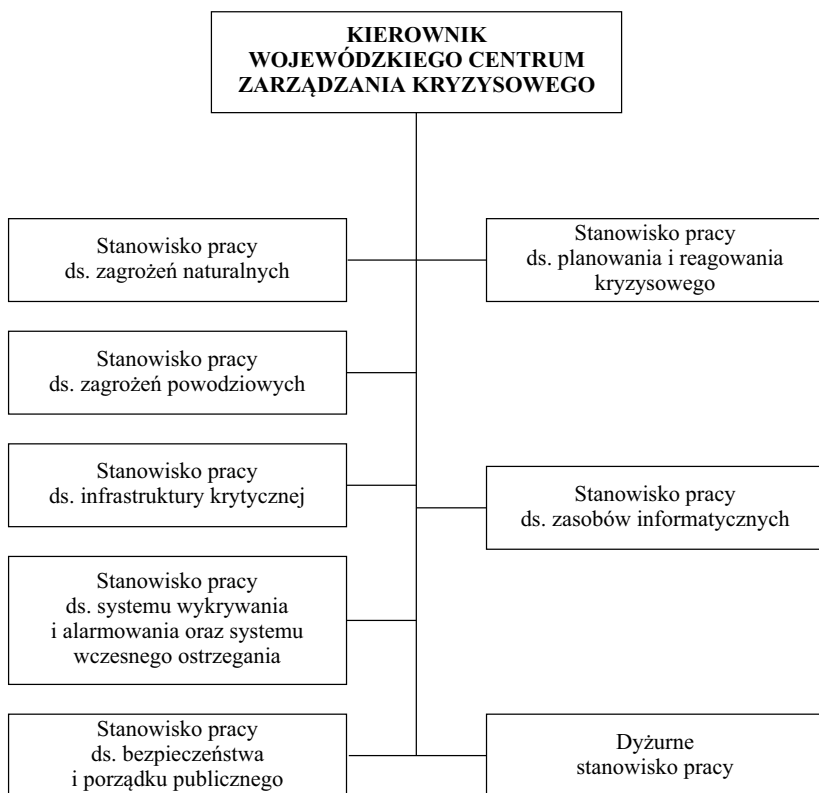 KIEROWNIK
WOJEWÓDZKIEGO CENTRUM
ZARZĄDZANIA KRYZYSOWEGO
Stanowisko pracy
ds. zagrożeń naturalnych
Stanowisko pracy
ds. planowania i reagowania
kryzysowego
Stanowisko pracy
ds. zagrożeń powodziowych
Stanowisko pracy
ds. infrastruktury krytycznej
Stanowisko pracy
ds. zasobów informatycznych
Stanowisko pracy
ds. systemu wykrywania
i alarmowania oraz systemu
wczesnego ostrzegania
Stanowisko pracy
ds. bezpieczeństwa
i porządku publicznego
Dyżurne
stanowisko pracy